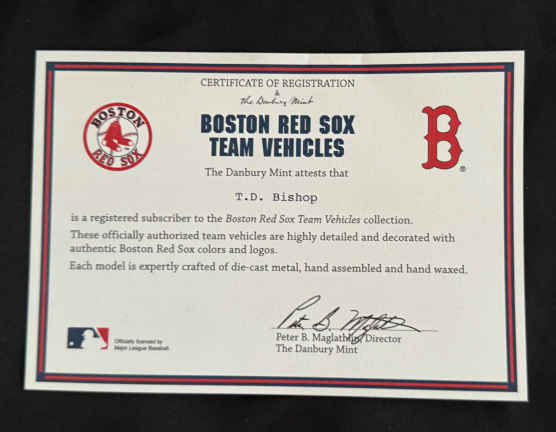 CERTIFICATE OF REGISTRATION
&
The Danbury Mint
BOSTON RED SOX
TEAM VEHICLES
BOSTON
RED SOX
B
®
The Danbury Mint attests that
T.D. Bishop
is a registered subscriber to the Boston Red Sox Team Vehicles collection.
These officially authorized team vehicles are highly detailed and decorated with
authentic Boston Red Sox colors and logos.
Each model is expertly crafted of die-cast metal, hand assembled and hand waxed.
Peter B. Maglathlin
Peter B. Maglathlin, Director
The Danbury Mint
Officially licensed by
Major League Baseball